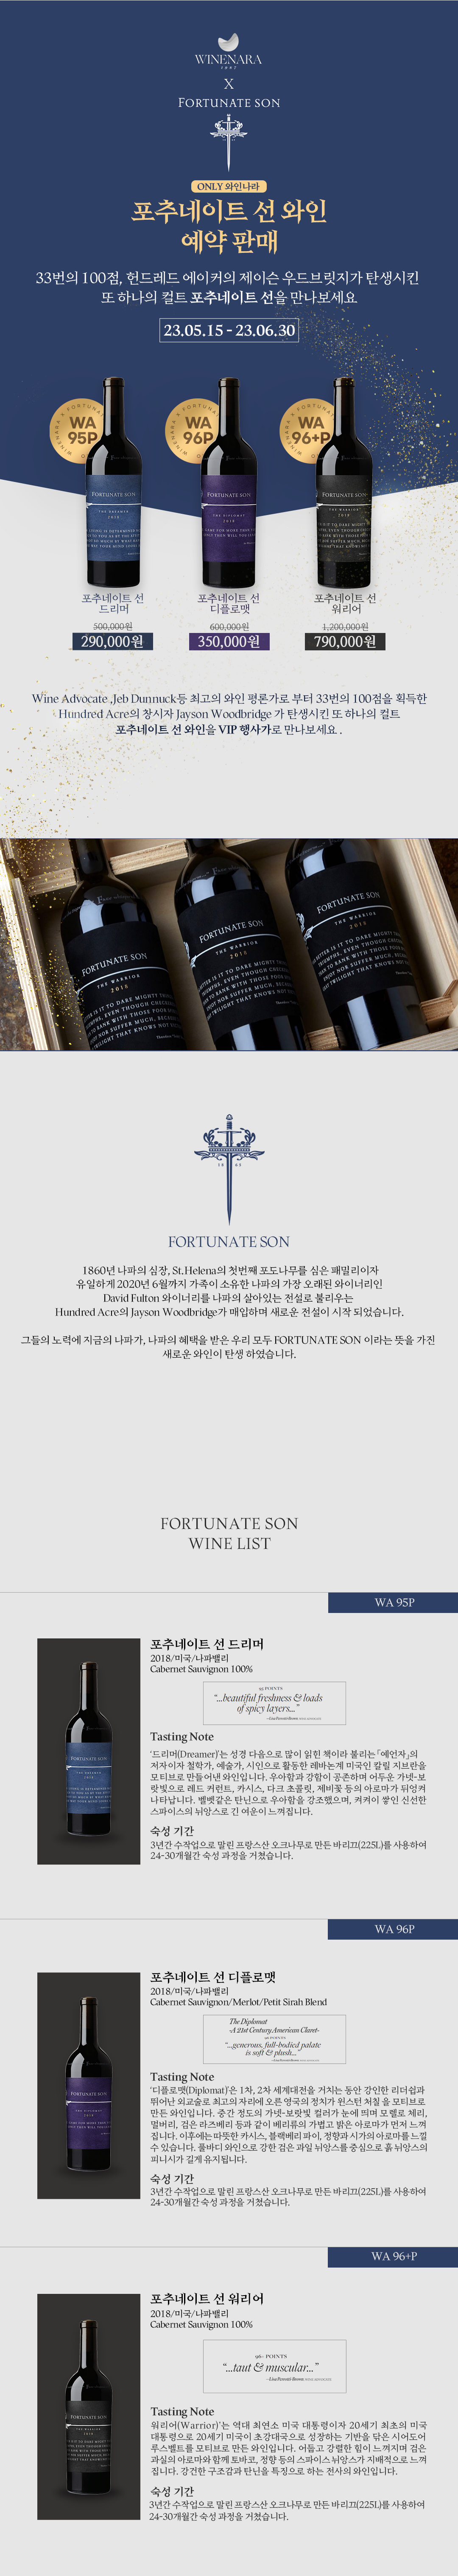 WINENARA
X
FORTUNATE SON
ONLY 와인나라
포추네이트 선 와인
예약 판매
33번의 100점, 헌드레드 에이커의 제이슨 우드브릿지가 탄생시킨
또 하나의 컬트 포추네이트 선을 만나보세요
23.05.15 - 23.06.30
WA
95P
WA
96P
WA
96+P
FORTUNATE SON
THE DREAMER
2018
FORTUNATE SON
THE DIPLOMAT
2018
FORTUNATE SON
THE WARRIOR
2018
포추네이트 선
드리머
포추네이트 선
디플로맷
포추네이트 선
워리어
500,000원
600,000원
1,200,000원
290,000원
350,000원
790,000원
Wine Advocate ,Jeb Dunnuck등 최고의 와인 평론가로 부터 33번의 100점을 획득한
Hundred Acre의 창시자 Jayson Woodbridge 가 탄생시킨 또 하나의 컬트
포추네이트 선 와인을 VIP 행사가로 만나보세요 .
FORTUNATE SON
THE WARRIOR
2018
FORTUNATE SON
THE WARRIOR
2018
FORTUNATE SON
THE WARRIOR
2018
FORTUNATE SON
1860년 나파의 심장, St.Helena의 첫번째 포도나무를 심은 패밀리이자
유일하게 2020년 6월까지 가족이 소유한 나파의 가장 오래된 와이너리인
David Fulton 와이너리를 나파의 살아있는 전설로 불리우는
Hundred Acre의 Jayson Woodbridge가 매입하며 새로운 전설이 시작 되었습니다.
그들의 노력에 지금의 나파가, 나파의 혜택을 받은 우리 모두 FORTUNATE SON 이라는 뜻을 가진
새로운 와인이 탄생 하였습니다.
FORTUNATE SON
WINE LIST
WA 95P
포추네이트 선 드리머
2018/미국/나파밸리
Cabernet Sauvignon 100%
95 POINTS
“...beautiful freshness & loads
of spicy layers...”
—Lisa Perrotti-Brown
Tasting Note
‘드리머(Dreamer)’는 성경 다음으로 많이 읽힌 책이라 불리는 「예언자」의
저자이자 철학가, 예술가, 시인으로 활동한 레바논계 미국인 칼릴 지브란을
모티브로 만들어낸 와인입니다. 우아함과 강함이 공존하며 어두운 가넷-보
랏빛으로 레드 커런트, 카시스, 다크 초콜릿, 제비꽃 등의 아로마가 뒤엉켜
나타납니다. 벨벳같은 탄닌으로 우아함을 강조했으며, 켜켜이 쌓인 신선한
스파이스의 뉘앙스로 긴 여운이 느껴집니다.
숙성 기간
3년간 수작업으로 말린 프랑스산 오크나무로 만든 바리끄(225L)를 사용하여
24-30개월간 숙성 과정을 거쳤습니다.
WA 96P
포추네이트 선 디플로맷
2018/미국/나파밸리
Cabernet Sauvignon/Merlot/Petit Sirah Blend
The Diplomat
-A 21st Century American Claret-
96 POINTS
“...generous, full-bodied palate
is soft & plush...”
—Lisa Perrotti-Brown
Tasting Note
‘디플로맷(Diplomat)’은 1차, 2차 세계대전을 거치는 동안 강인한 리더쉽과
뛰어난 외교술로 최고의 자리에 오른 영국의 정치가 윈스턴 처칠 을 모티브로
만든 와인입니다. 중간 정도의 가넷-보랏빛 컬러가 눈에 띄며 모렐로 체리,
멀버리, 검은 라즈베리 등과 같이 베리류의 가볍고 밝은 아로마가 먼저 느껴
집니다. 이후에는 따뜻한 카시스, 블랙베리 파이, 정향과 시가의 아로마를 느낄
수 있습니다. 풀바디 와인으로 강한 검은 과일 뉘앙스를 중심으로 흙 뉘앙스의
피니시가 길게 유지됩니다.
숙성 기간
3년간 수작업으로 말린 프랑스산 오크나무로 만든 바리끄(225L)를 사용하여
24-30개월간 숙성 과정을 거쳤습니다.
WA 96+P
포추네이트 선 워리어
2018/미국/나파밸리
Cabernet Sauvignon 100%
96+ POINTS
“...taut & muscular...”
—Lisa Perrotti-Brown
Tasting Note
워리어(Warrior)’는 역대 최연소 미국 대통령이자 20세기 최초의 미국
대통령으로 20세기 미국이 초강대국으로 성장하는 기반을 닦은 시어도어
루스벨트를 모티브로 만든 와인입니다. 어둡고 강렬한 힘이 느껴지며 검은
과실의 아로마와 함께 토바코, 정향 등의 스파이스 뉘앙스가 지배적으로 느껴
집니다. 강건한 구조감과 탄닌을 특징으로 하는 전사의 와인입니다.
숙성 기간
3년간 수작업으로 말린 프랑스산 오크나무로 만든 바리끄(225L)를 사용하여
24-30개월간 숙성 과정을 거쳤습니다.